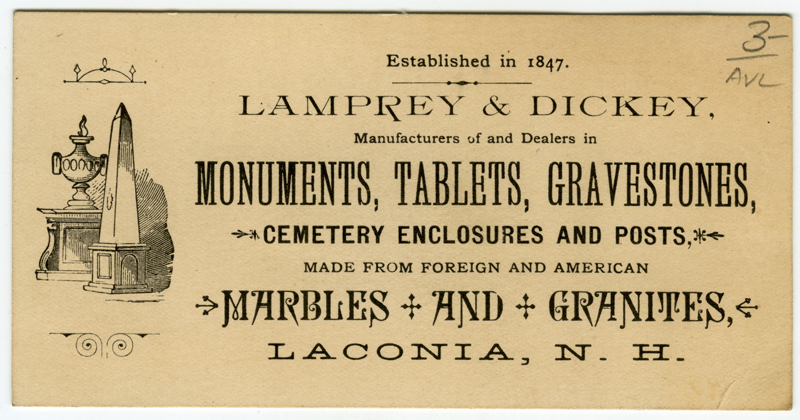 3-
AVL
Established in 1847.
LAMPREY & DICKEY,
Manufacturers of and Dealers in
MONUMENTS, TABLETS, GRAVESTONES,
CEMETERY ENCLOSURES AND POSTS,
MADE FROM FOREIGN AND AMERICAN
MARBLES AND GRANITES,
LACONIA, N. H.